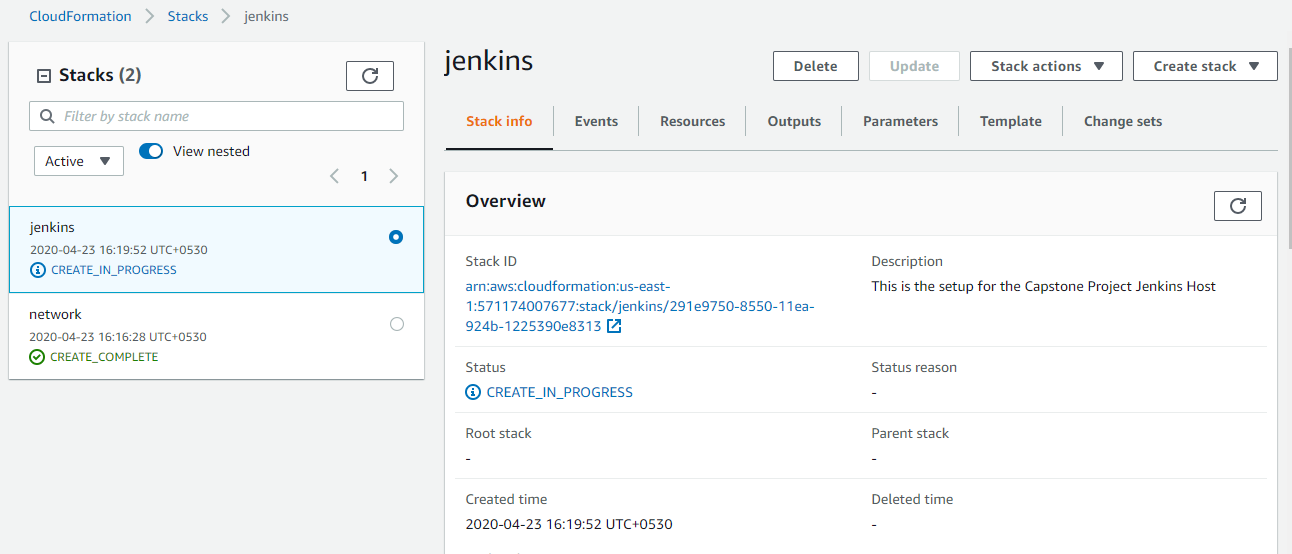 CloudFormation Stacks jenkins
Stacks (2)
Filter by stack name
Active View nested
1
jenkins
2020-04-23 16:19:52 UTC+0530
CREATE_IN_PROGRESS
network
2020-04-23 16:16:28 UTC+0530
CREATE_COMPLETE
jenkins
Delete Update Stack actions Create stack
Stack info Events Resources Outputs Parameters Template Change sets
Overview
Stack ID
arn:aws:cloudformation:us-east-
1:571174007677:stack/jenkins/291e9750-8550-11ea-
924b-1225390e8313
Description
This is the setup for the Capstone Project Jenkins Host
Status
CREATE_IN_PROGRESS
Status reason
-
Root stack
-
Parent stack
-
Created time
2020-04-23 16:19:52 UTC+0530
Deleted time
-